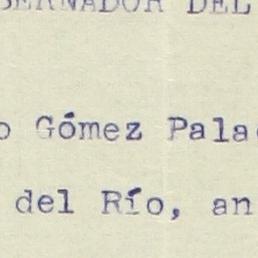 BERNADOR DEL
o Gómez Pala
del Río, an